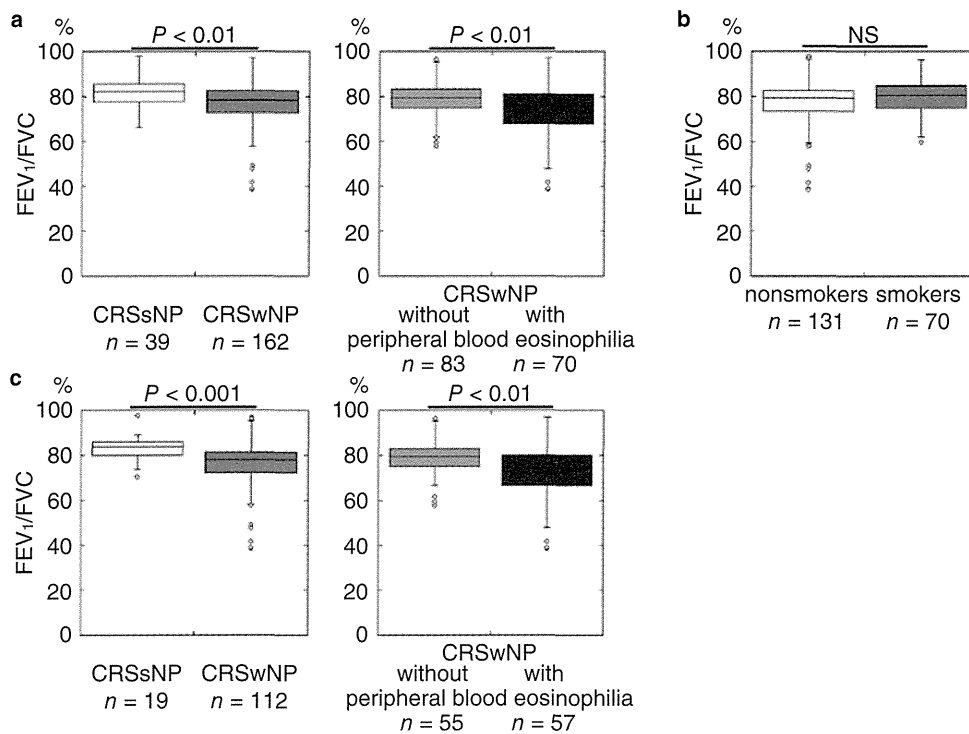 a
%
P < 0.01
100
80
60
40
20
0
FEV₁/FVC
CRSsNP CRSwNP
n = 39 n = 162
P < 0.01
100
80
60
40
20
0
CRSwNP
without with
peripheral blood eosinophilia
n = 83 n = 70
b
%
NS
100
80
60
40
20
0
FEV₁/FVC
nonsmokers smokers
n = 131 n = 70
c
%
P < 0.001
100
80
60
40
20
0
FEV₁/FVC
CRSsNP CRSwNP
n = 19 n = 112
%
P < 0.01
100
80
60
40
20
0
CRSwNP
without with
peripheral blood eosinophilia
n = 55 n = 57